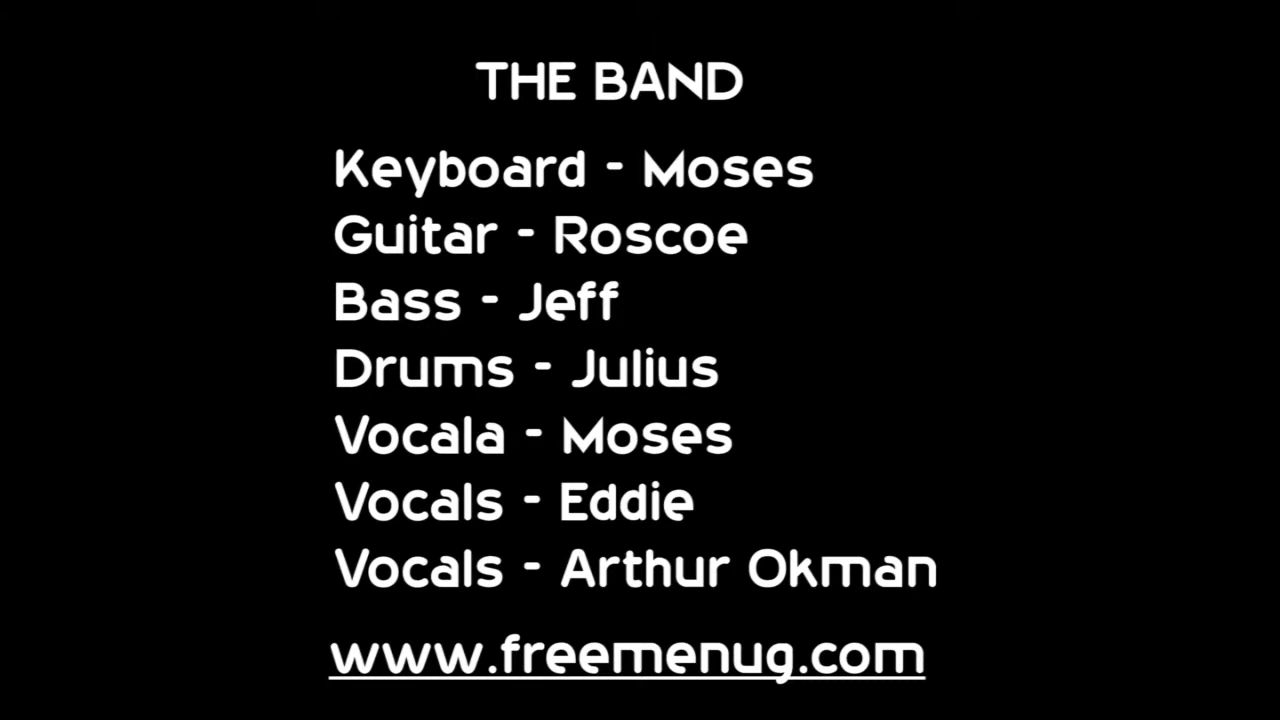 THE BAND
Keyboard - Moses
Guitar - Roscoe
Bass - Jeff
Drums - Julius
Vocala - Moses
Vocals - Eddie
Vocals - Arthur Okman
www.freemenug.com